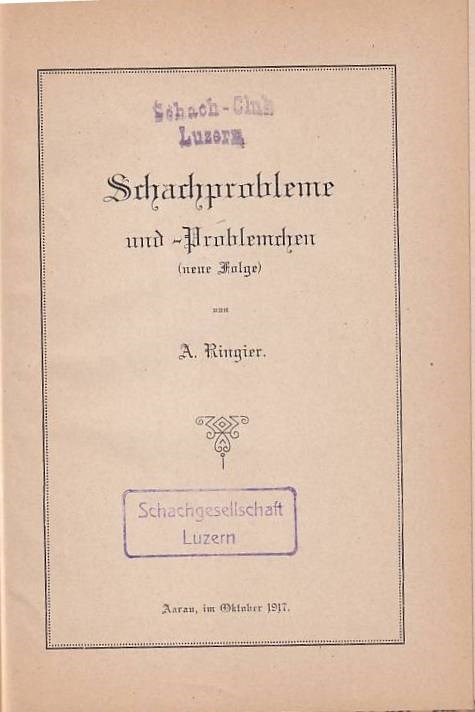 Schach-Club
Luzern
Schachprobleme
und -Problemchen
(neue Folge)
von
A. Ringier.
Schachgesellschaft
Luzern
Aarau, im Oktober 1917.